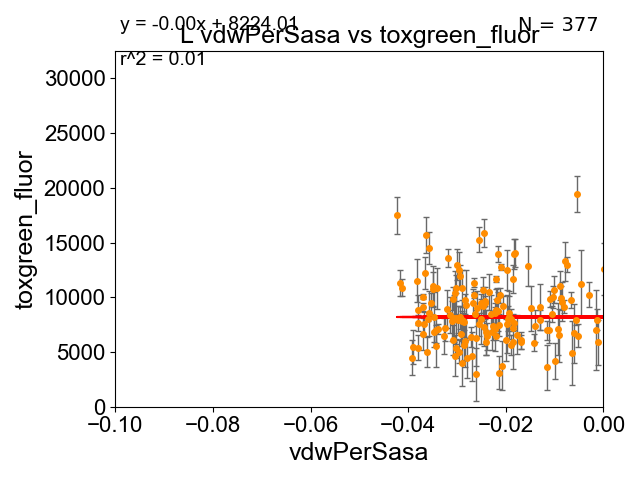 y = -0.00x + 8224.01
N = 377
L vdwPerSasa vs toxgreen_fluor
r^2 = 0.01
30000
25000
20000
15000
10000
5000
0
toxgreen_fluor
−0.10 −0.08 −0.06 −0.04 −0.02 0.00
vdwPerSasa